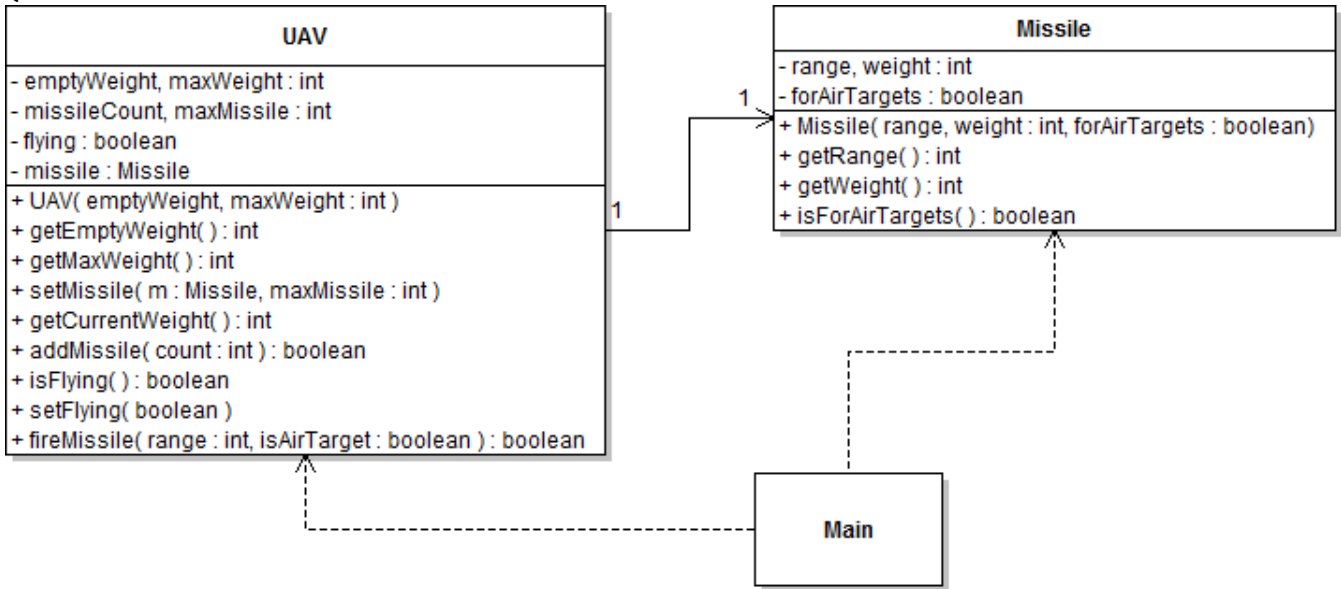 UAV
- emptyWeight, maxWeight : int
- missileCount, maxMissile : int
- flying : boolean
- missile : Missile
+ UAV( emptyWeight, maxWeight : int )
+ getEmptyWeight( ) : int
+ getMaxWeight( ) : int
+ setMissile( m : Missile, maxMissile : int )
+ getCurrentWeight( ) : int
+ addMissile( count : int ) : boolean
+ isFlying( ) : boolean
+ setFlying( boolean )
+ fireMissile( range : int, isAirTarget : boolean ) : boolean
1
1
Missile
- range, weight : int
- forAirTargets : boolean
+ Missile( range, weight : int, forAirTargets : boolean)
+ getRange( ) : int
+ getWeight( ) : int
+ isForAirTargets( ) : boolean
Main